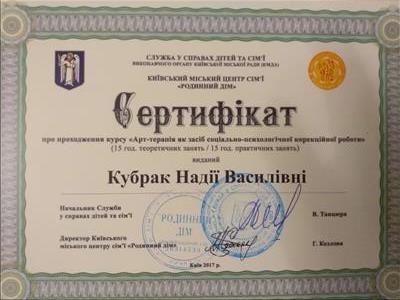 СЛУЖБА У СПРАВАХ ДІТЕЙ ТА СІМ'Ї
ВИКОНАВЧОГО ОРГАНУ КИЇВСЬКОЇ МІСЬКОЇ РАДИ (КМДА)
КИЇВСЬКИЙ МІСЬКИЙ ЦЕНТР СІМ'Ї
«РОДИННИЙ ДІМ»
Сертифікат
про проходження курсу «Арт-терапія як засіб соціально-психологічної корекційної роботи»
(15 год. теоретичних занять / 15 год. практичних занять)
виданий
Кубрак Надії Василівні
Начальник Служби
у справах дітей та сім'ї
В. Танцюра
РОДИННИЙ
ДІМ
Директор Київського
міського центру сім'ї «Родинний дім»
Г. Козлова
Київ 2017 р.